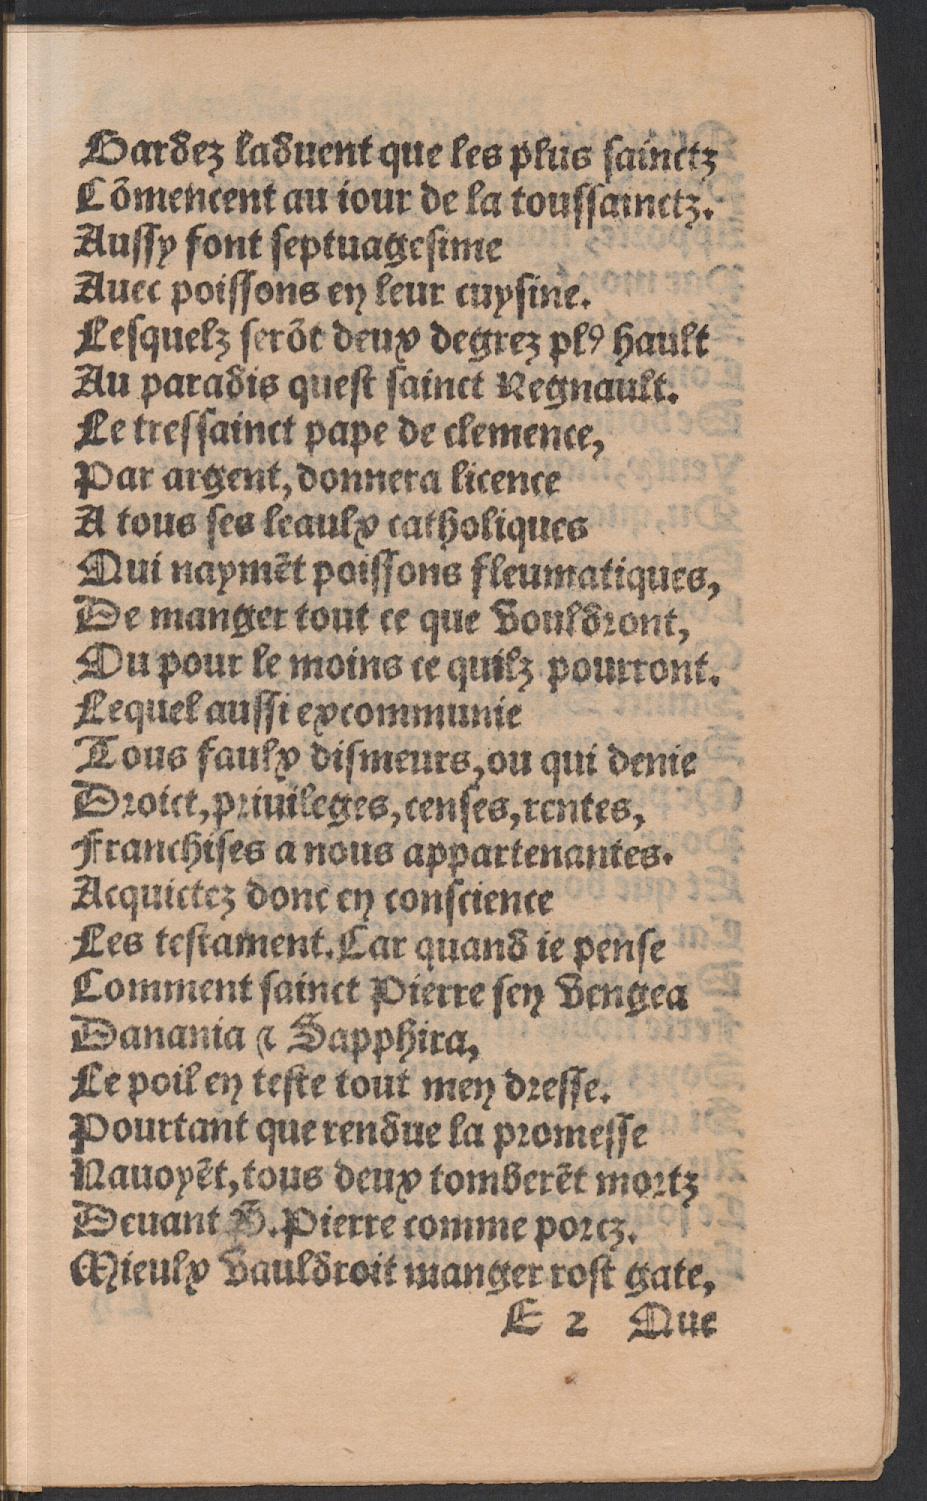 Gardez laduent que les plus sainctz
Cõmencent au iour de la toussainctz.
Aussy font septuagesime
Auec poissons en leur cuysine.
Lesquelz serõt deux degrez plꝰ hault
Au paradis quest sainct Regnault.
Le tressainct pape de clemence,
Par argent, donnera licence
A tous ses leaulx catholiques
Qui naymẽt poissons fleumatiques,
De manger tout ce que vouldront,
Ou pour le moins ce quilz pourront.
Lequel aussi excommunie
Tous faulx dismeurs, ou qui denie
Droict, priuileges, censes, rentes,
Franchises a nous appartenantes.
Acquictez donc en conscience
Les testament. Car quand ie pense
Comment sainct Pierre sen vengea
Danania ⁊ Sapphira,
Le poil en teste tout men dresse.
Pourtant que rendue la promesse
Nauoyẽt, tous deux tomberẽt mortz
Deuant S. Pierre comme porcz.
Mieulx vauldroit manger rost gate,
E 2 Que